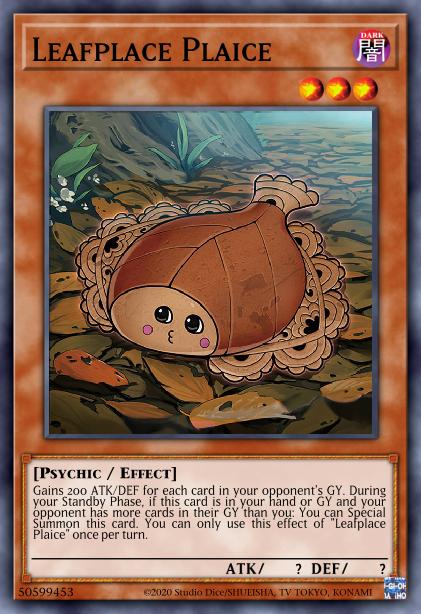 Leafplace Plaice
DARK
闇
[Psychic / Effect]
Gains 200 ATK/DEF for each card in your opponent's GY. During
your Standby Phase, if this card is in your hand or GY and your
opponent has more cards in their GY than you: You can Special
Summon this card. You can only use this effect of "Leafplace
Plaice" once per turn.
ATK/ ? DEF/ ?
50599453 ©2020 Studio Dice/SHUEISHA, TV TOKYO, KONAMI